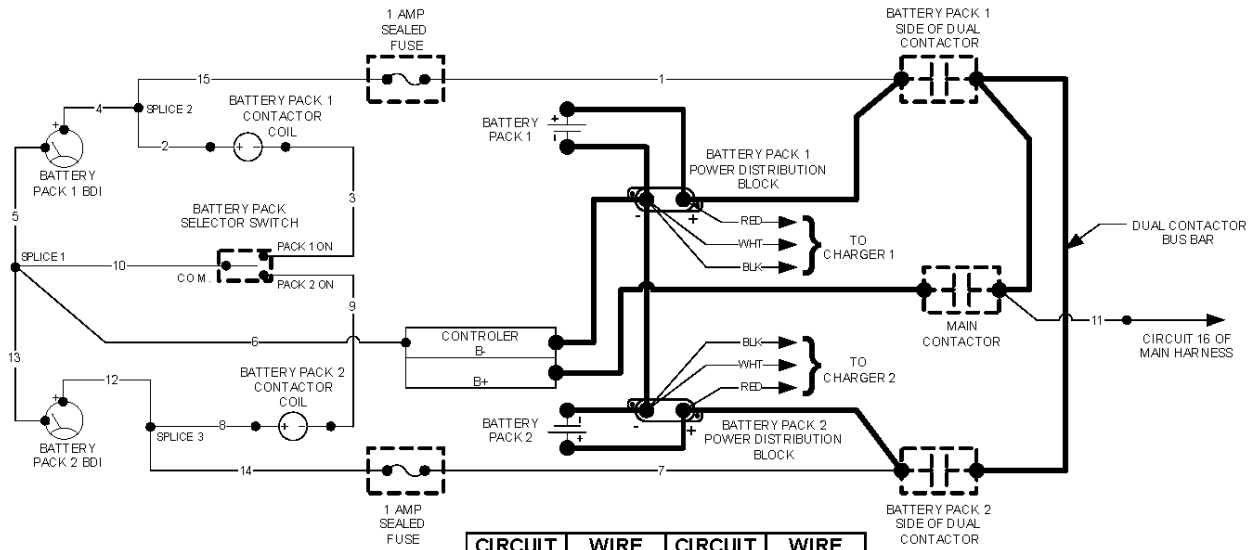 1 AMP
SEALED
FUSE
BATTERY PACK 1
SIDE OF DUAL
CONTACTOR
15
1
4
SPLICE 2
BATTERY PACK 1
CONTACTOR
COIL
2
+
+
BATTERY
PACK 1 BDI
BATTERY
PACK 1
+
-
BATTERY PACK 1
POWER DISTRIBUTION
BLOCK
-
+
3
5
BATTERY PACK
SELECTOR SWITCH
PACK 1 ON
COM.
PACK 2 ON
SPLICE 1
10
RED
WHT
BLK
TO
CHARGER 1
DUAL CONTACTOR
BUS BAR
9
6
CONTROLER
B-
B+
MAIN
CONTACTOR
11
CIRCUIT 16 OF
MAIN HARNESS
13
12
BATTERY PACK 2
CONTACTOR
COIL
BLK
WHT
RED
TO
CHARGER 2
+
BATTERY
PACK 2 BDI
SPLICE 3
8
+
BATTERY
PACK 2
-
+
-
+
BATTERY PACK 2
POWER DISTRIBUTION
BLOCK
14
7
1 AMP
SEALED
FUSE
BATTERY PACK 2
SIDE OF DUAL
CONTACTOR
CIRCUIT WIRE CIRCUIT WIRE